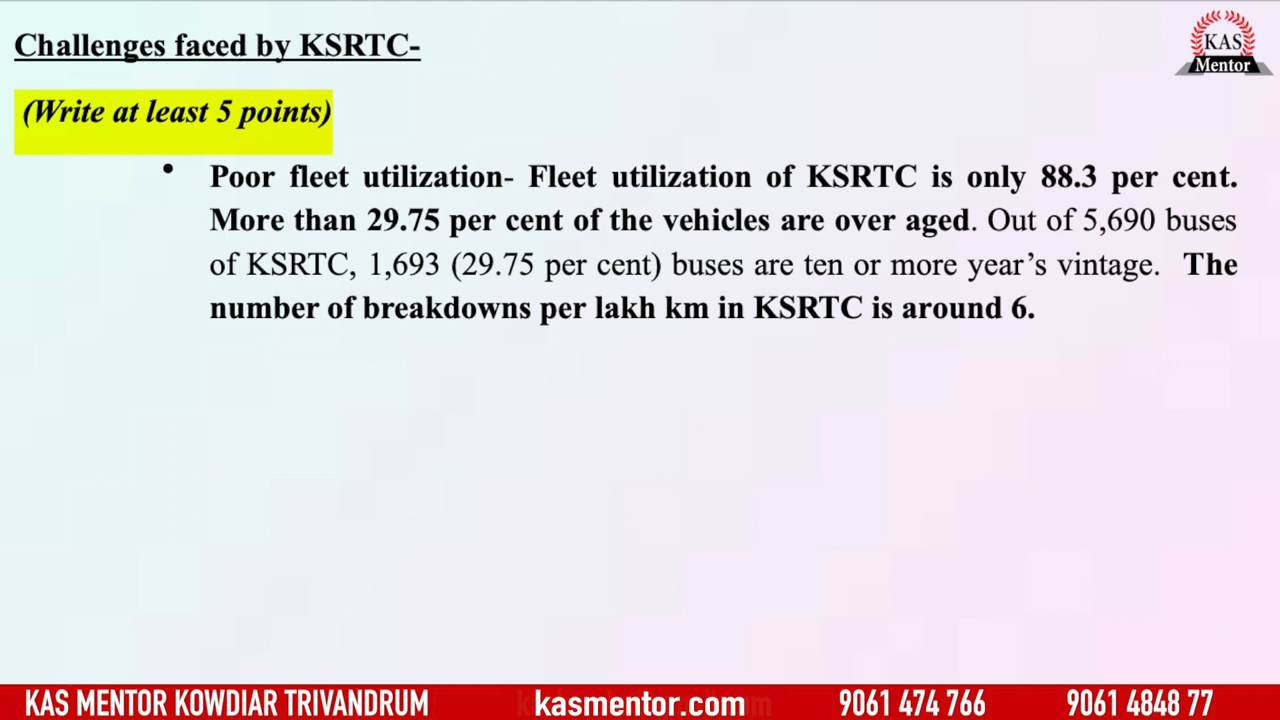 Challenges faced by KSRTC-
KAS
Mentor
(Write at least 5 points)
• Poor fleet utilization- Fleet utilization of KSRTC is only 88.3 per cent.
More than 29.75 per cent of the vehicles are over aged. Out of 5,690 buses
of KSRTC, 1,693 (29.75 per cent) buses are ten or more year’s vintage. The
number of breakdowns per lakh km in KSRTC is around 6.
KAS MENTOR KOWDIAR TRIVANDRUM kasmentor.com 9061 474 766 9061 4848 77